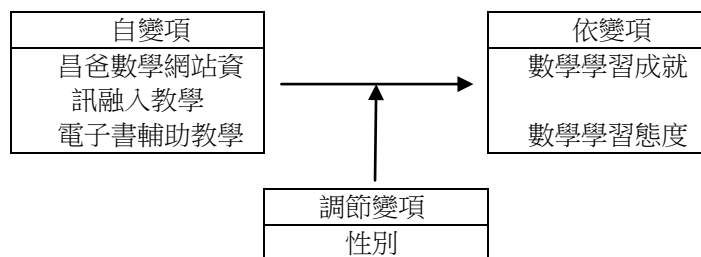 自變項
昌爸數學網站資
訊融入教學
電子書輔助教學
依變項
數學學習成就
數學學習態度
調節變項
性別